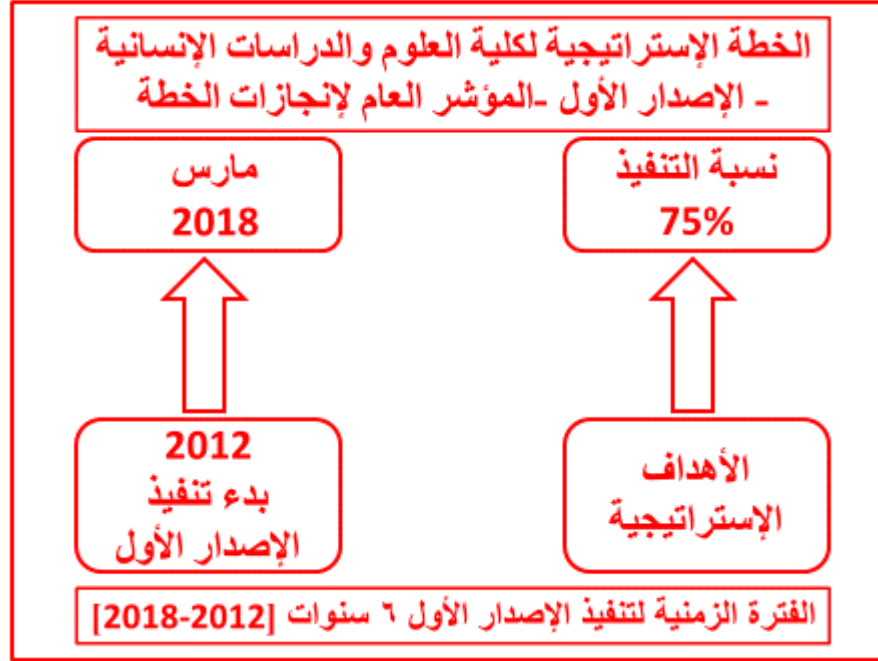 الخطة الإستراتيجية لكلية العلوم والدراسات الإنسانية
- الإصدار الأول -المؤشر العام لإنجازات الخطة
نسبة التنفيذ
75%
مارس
2018
الأهداف
الإستراتيجية
2012
بدء تنفيذ
الإصدار الأول
الفترة الزمنية لتنفيذ الإصدار الأول ٦ سنوات [2012-2018]